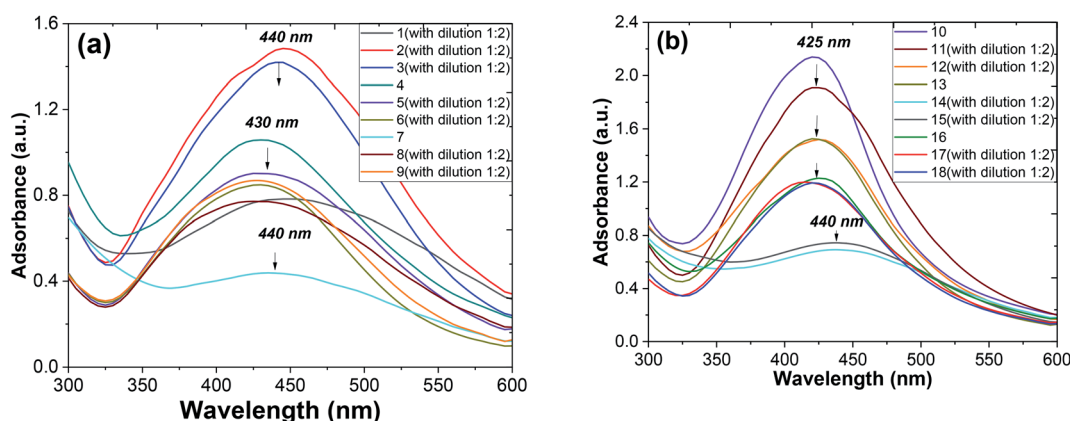 (a)
440 nm
430 nm
440 nm
1(with dilution 1:2)
2(with dilution 1:2)
3(with dilution 1:2)
4
5(with dilution 1:2)
6(with dilution 1:2)
7
8(with dilution 1:2)
9(with dilution 1:2)
1.6
1.2
0.8
0.4
0.0
Adsorbance (a.u.)
300 350 400 450 500 550 600
Wavelength (nm)
(b)
425 nm
440 nm
10
11(with dilution 1:2)
12(with dilution 1:2)
13
14(with dilution 1:2)
15(with dilution 1:2)
16
17(with dilution 1:2)
18(with dilution 1:2)
2.4
1.8
1.2
0.6
0.0
Adsorbance (a.u.)
300 350 400 450 500 550 600
Wavelength (nm)